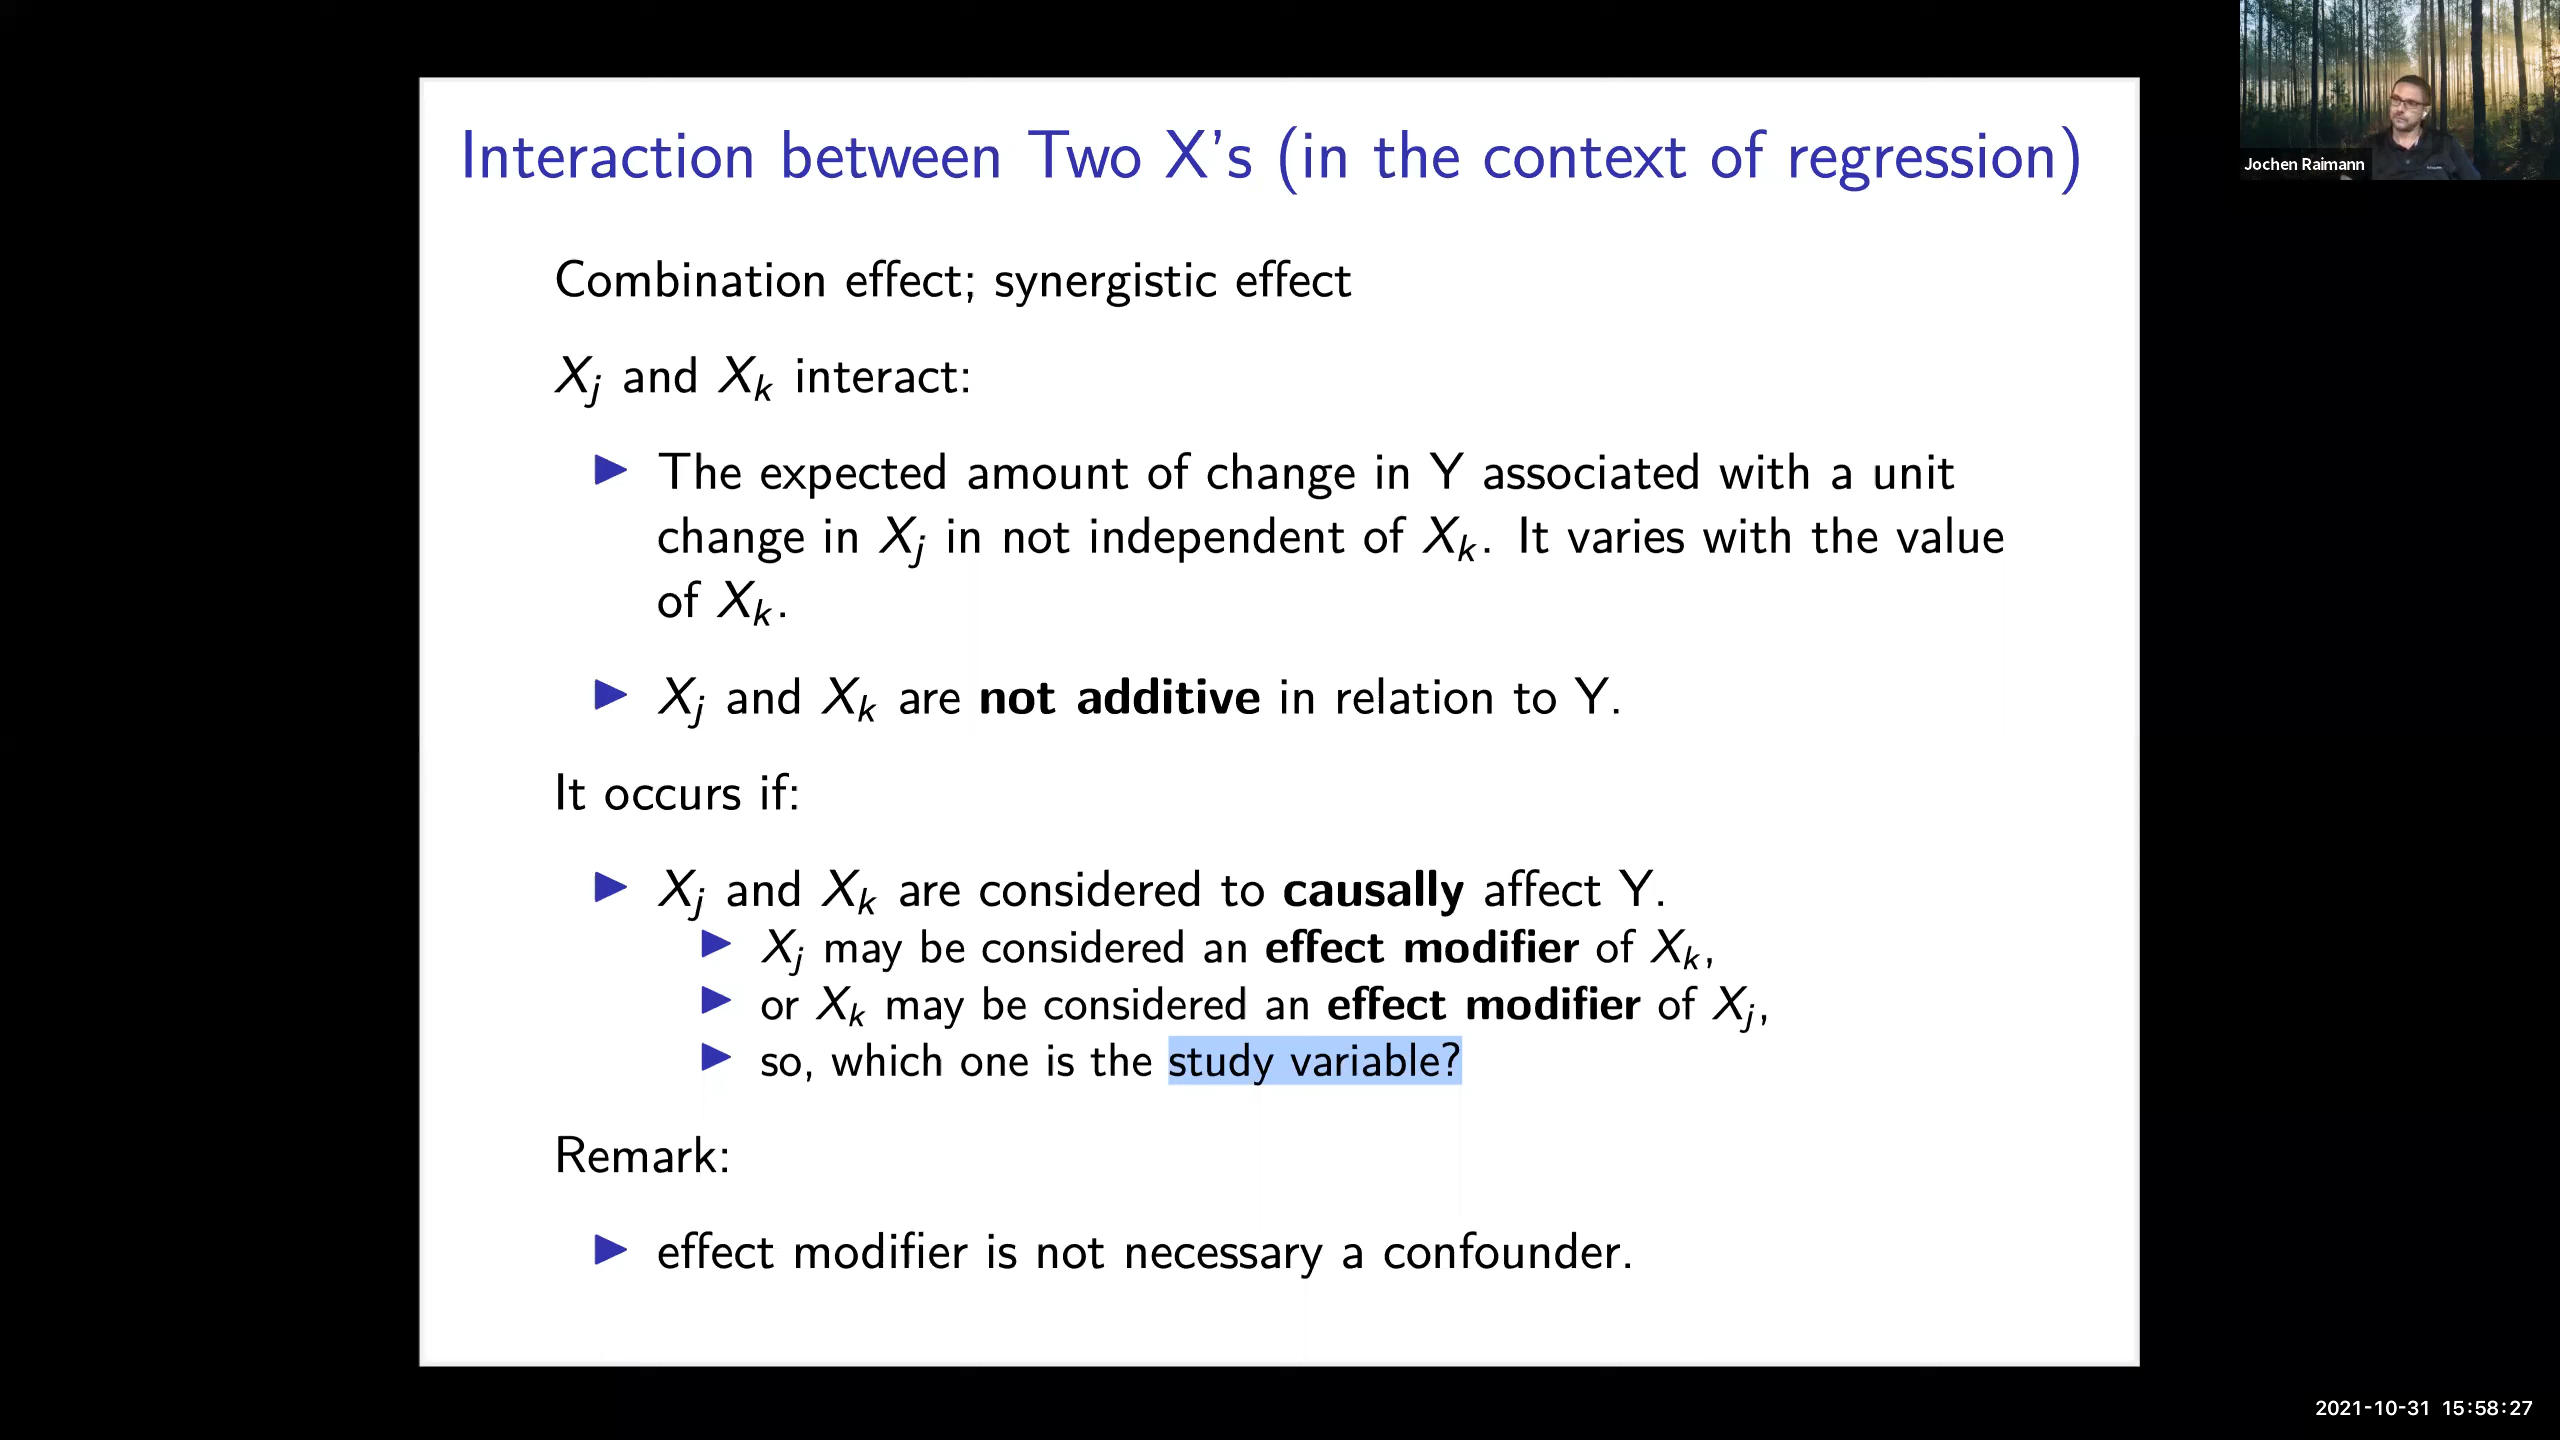 Interaction between Two X's (in the context of regression)
Jochen Raimann
Combination effect; synergistic effect
Xj and Xk interact:
▶ The expected amount of change in Y associated with a unit
change in Xj in not independent of Xk. It varies with the value
of Xk.
▶ Xj and Xk are not additive in relation to Y.
It occurs if:
▶ Xj and Xk are considered to causally affect Y.
▶ Xj may be considered an effect modifier of Xk,
▶ or Xk may be considered an effect modifier of Xj,
▶ so, which one is the study variable?
Remark:
▶ effect modifier is not necessary a confounder.
2021-10-31 15:58:27